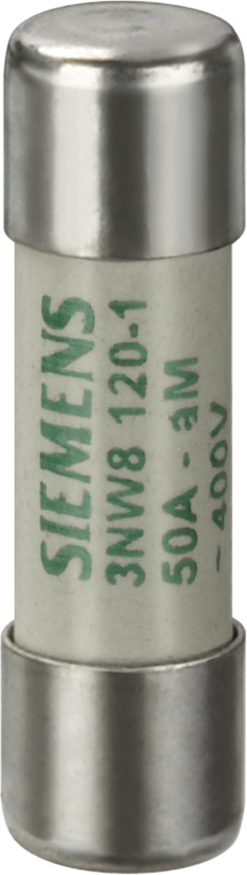 SIEMENS
3NW8 120-1
50A - aM
~ 400V